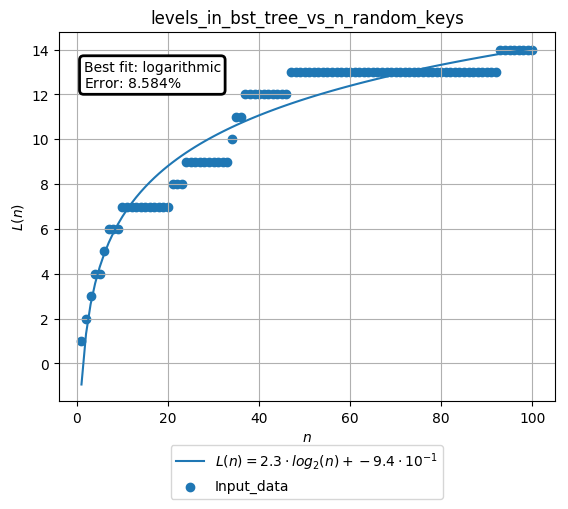 levels_in_bst_tree_vs_n_random_keys
14
12
10
8
6
4
2
0
L(n)
Best fit: logarithmic
Error: 8.584%
0 20 40 60 80 100
n
L(n) = 2.3 · log₂(n) + −9.4 · 10⁻¹
Input_data